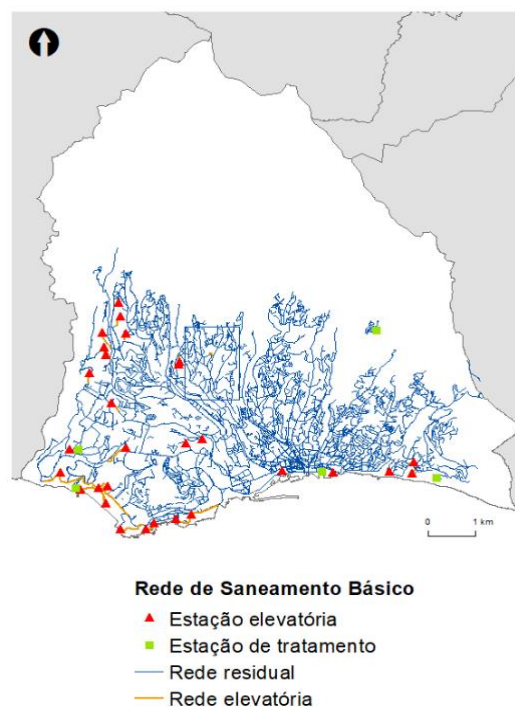 0 1 km
Rede de Saneamento Básico
Estação elevatória
Estação de tratamento
Rede residual
Rede elevatória